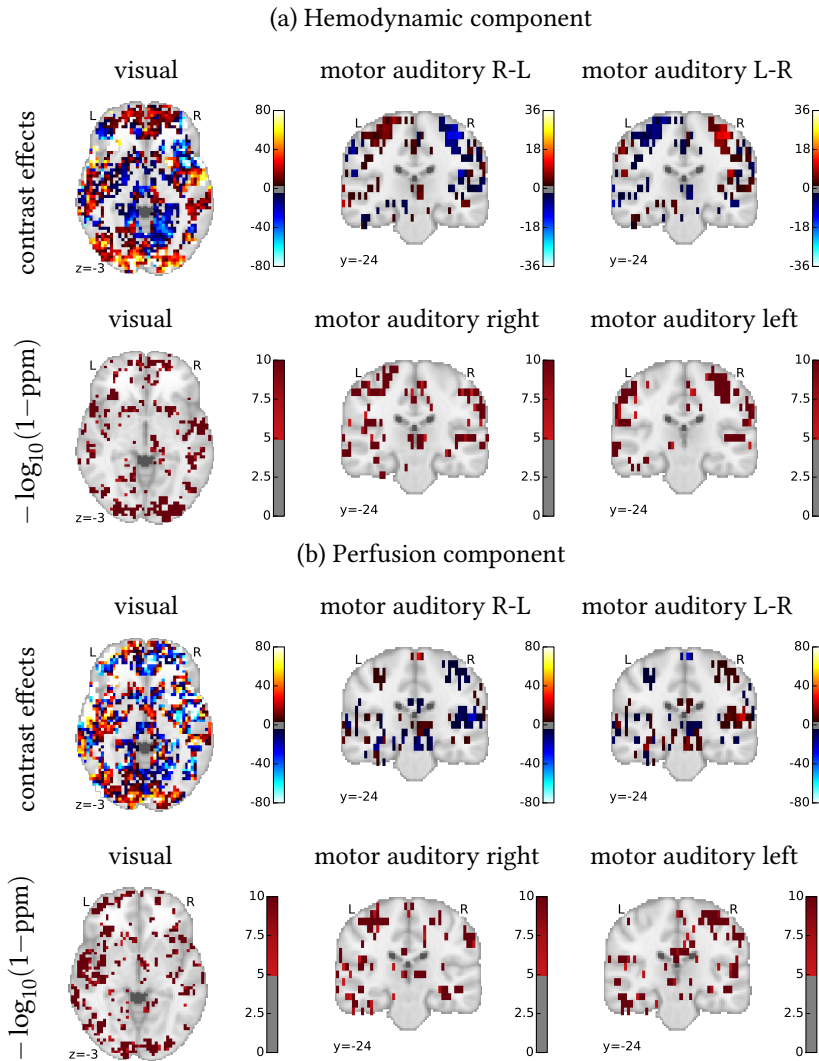 (a) Hemodynamic component
visual motor auditory R-L motor auditory L-R
contrast effects
L R 80 40 0 -40 -80 z=-3
L R 36 18 0 -18 -36 y=-24
L R 36 18 0 -18 -36 y=-24
visual motor auditory right motor auditory left
− log10(1−ppm)
L R 10 7.5 5 2.5 0 z=-3
L R 10 7.5 5 2.5 0 y=-24
L R 10 7.5 5 2.5 0 y=-24
(b) Perfusion component
visual motor auditory R-L motor auditory L-R
contrast effects
L R 80 40 0 -40 -80 z=-3
L R 80 40 0 -40 -80 y=-24
L R 80 40 0 -40 -80 y=-24
visual motor auditory right motor auditory left
− log10(1−ppm)
L R 10 7.5 5 2.5 0 z=-3
L R 10 7.5 5 2.5 0 y=-24
L R 10 7.5 5 2.5 0 y=-24